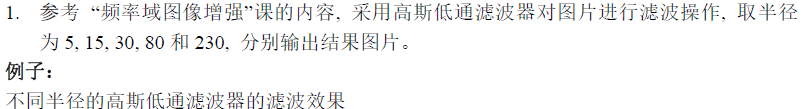 1. 参考 “频率域图像增强”课的内容, 采用高斯低通滤波器对图片进行滤波操作, 取半径
为 5, 15, 30, 80 和 230, 分别输出结果图片。
例子：
不同半径的高斯低通滤波器的滤波效果